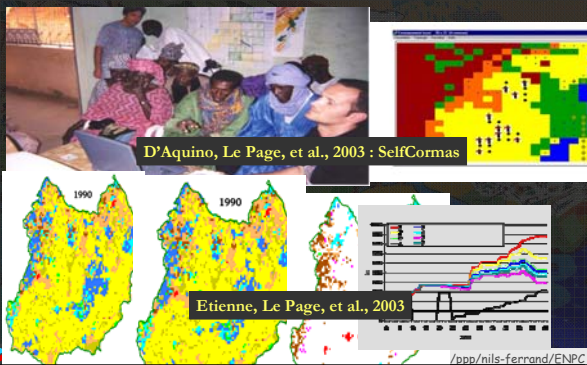 D'Aquino, Le Page, et al., 2003 : SelfCormas
1990
1990
Etienne, Le Page, et al., 2003
/ppp/nils-ferrand/ENPC